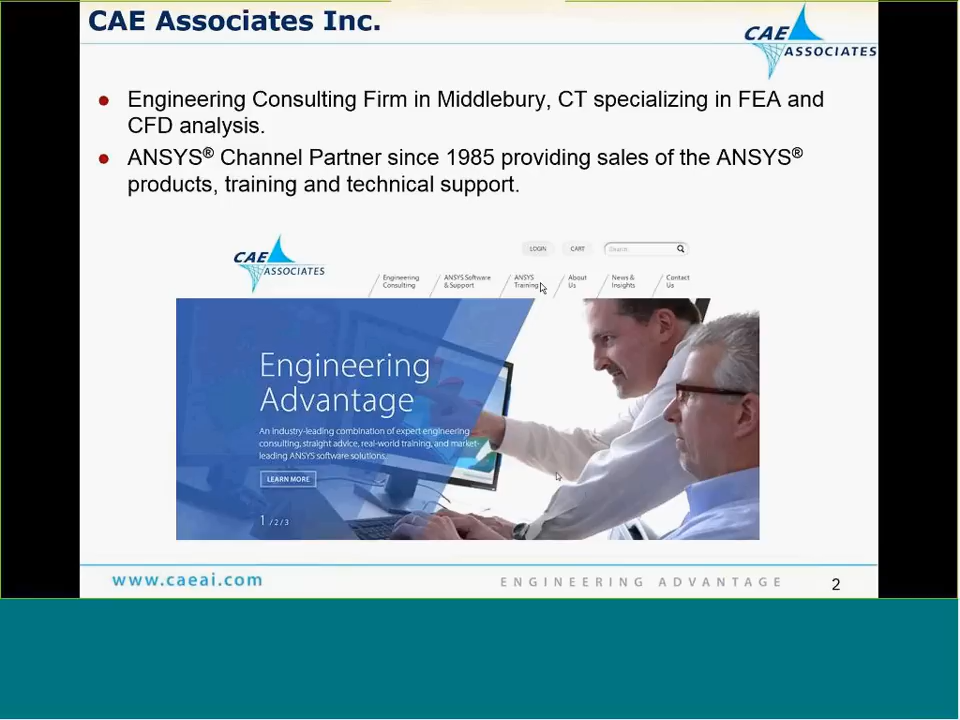 CAE Associates Inc.
CAE
ASSOCIATES
● Engineering Consulting Firm in Middlebury, CT specializing in FEA and
CFD analysis.
● ANSYS® Channel Partner since 1985 providing sales of the ANSYS®
products, training and technical support.
CAE
ASSOCIATES
LOGIN CART Search
Engineering Consulting
ANSYS Software & Support
ANSYS Training
About Us
News & Insights
Contact Us
Engineering
Advantage
An industry-leading combination of expert engineering
consulting, straight advice, real-world training, and market-
leading ANSYS software solutions.
LEARN MORE
1 / 2 / 3
www.caeai.com
ENGINEERING ADVANTAGE
2